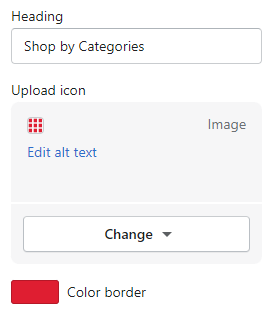 Heading
Shop by Categories
Upload icon
Image
Edit alt text
Change
Color border